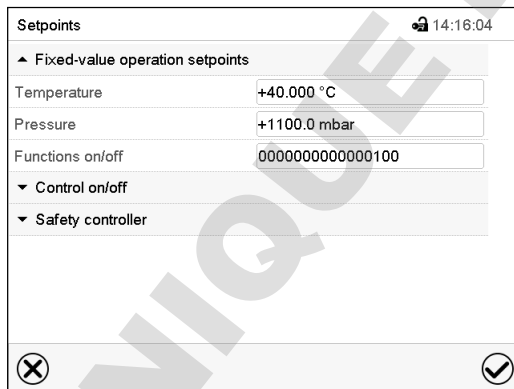 Setpoints 14:16:04
Fixed-value operation setpoints
Temperature +40.000 °C
Pressure +1100.0 mbar
Functions on/off 0000000000000100
Control on/off
Safety controller
NIQUE